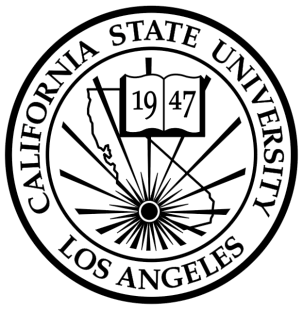 CALIFORNIA STATE UNIVERSITY
LOS ANGELES
19 47